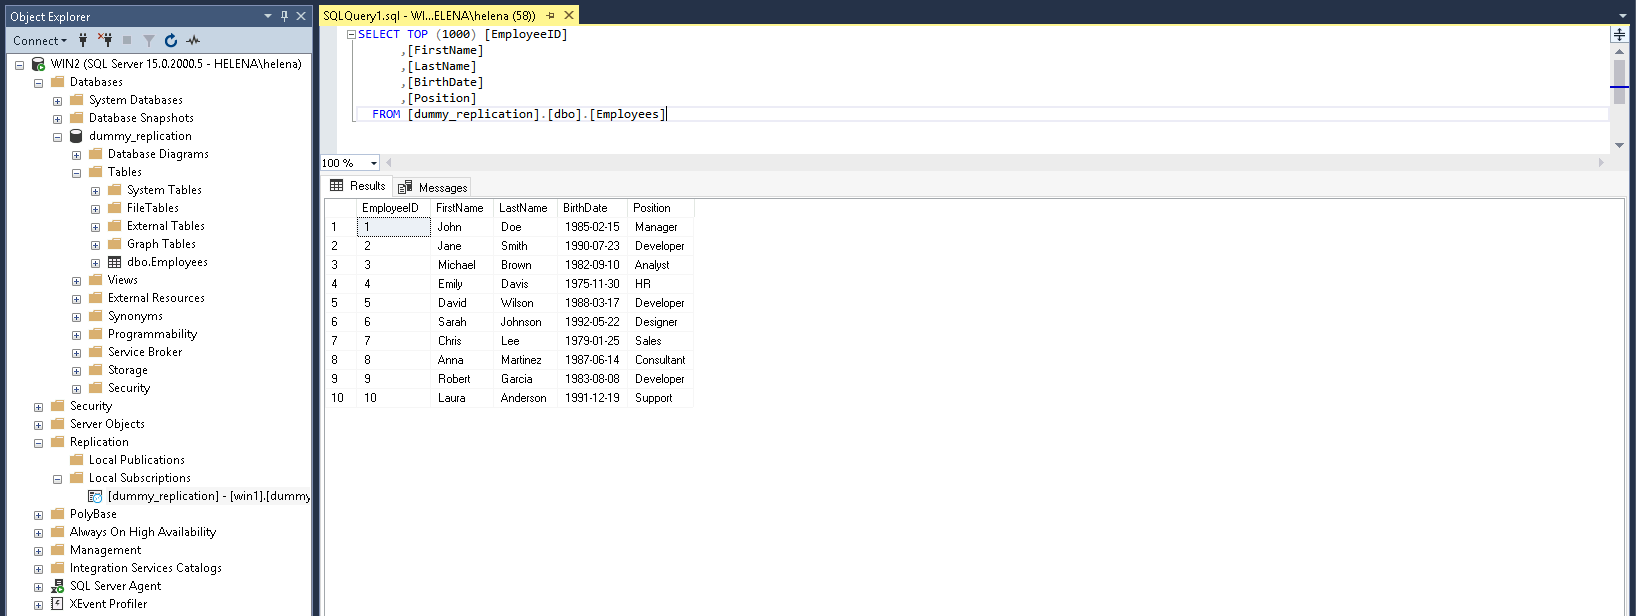 Object Explorer
Connect
WIN2 (SQL Server 15.0.2000.5 - HELENA\helena)
Databases
System Databases
Database Snapshots
dummy_replication
Database Diagrams
Tables
System Tables
FileTables
External Tables
Graph Tables
dbo.Employees
Views
External Resources
Synonyms
Programmability
Service Broker
Storage
Security
Security
Server Objects
Replication
Local Publications
Local Subscriptions
[dummy_replication] - [win1].[dummy
PolyBase
Always On High Availability
Management
Integration Services Catalogs
SQL Server Agent
XEvent Profiler
SQLQuery1.sql - WI...ELENA\helena (58))
SELECT TOP (1000) [EmployeeID]
,[FirstName]
,[LastName]
,[BirthDate]
,[Position]
FROM [dummy_replication].[dbo].[Employees]
100 %
Results Messages
EmployeeID FirstName LastName BirthDate Position
1 1 John Doe 1985-02-15 Manager
2 2 Jane Smith 1990-07-23 Developer
3 3 Michael Brown 1982-09-10 Analyst
4 4 Emily Davis 1975-11-30 HR
5 5 David Wilson 1988-03-17 Developer
6 6 Sarah Johnson 1992-05-22 Designer
7 7 Chris Lee 1979-01-25 Sales
8 8 Anna Martinez 1987-06-14 Consultant
9 9 Robert Garcia 1983-08-08 Developer
10 10 Laura Anderson 1991-12-19 Support